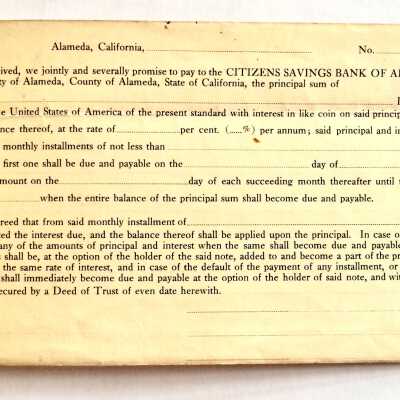 Alameda, California, No.
ived, we jointly and severally promise to pay to the CITIZENS SAVINGS BANK OF A
ty of Alameda, County of Alameda, State of California, the principal sum of
e United States of America of the present standard with interest in like coin on said princip
nce thereof, at the rate of per cent. ( %) per annum; said principal and in
monthly installments of not less than
first one shall be due and payable on the day of
mount on the day of each succeeding month thereafter until
when the entire balance of the principal sum shall become due and payable.
reed that from said monthly installment of
ted the interest due, and the balance thereof shall be applied upon the principal. In case of
any of the amounts of principal and interest when the same shall become due and payable
s shall be, at the option of the holder of the said note, added to and become a part of the pr
the same rate of interest, and in case of the default of the payment of any installment, or
shall immediately become due and payable at the option of the holder of said note, and wit
ecured by a Deed of Trust of even date herewith.